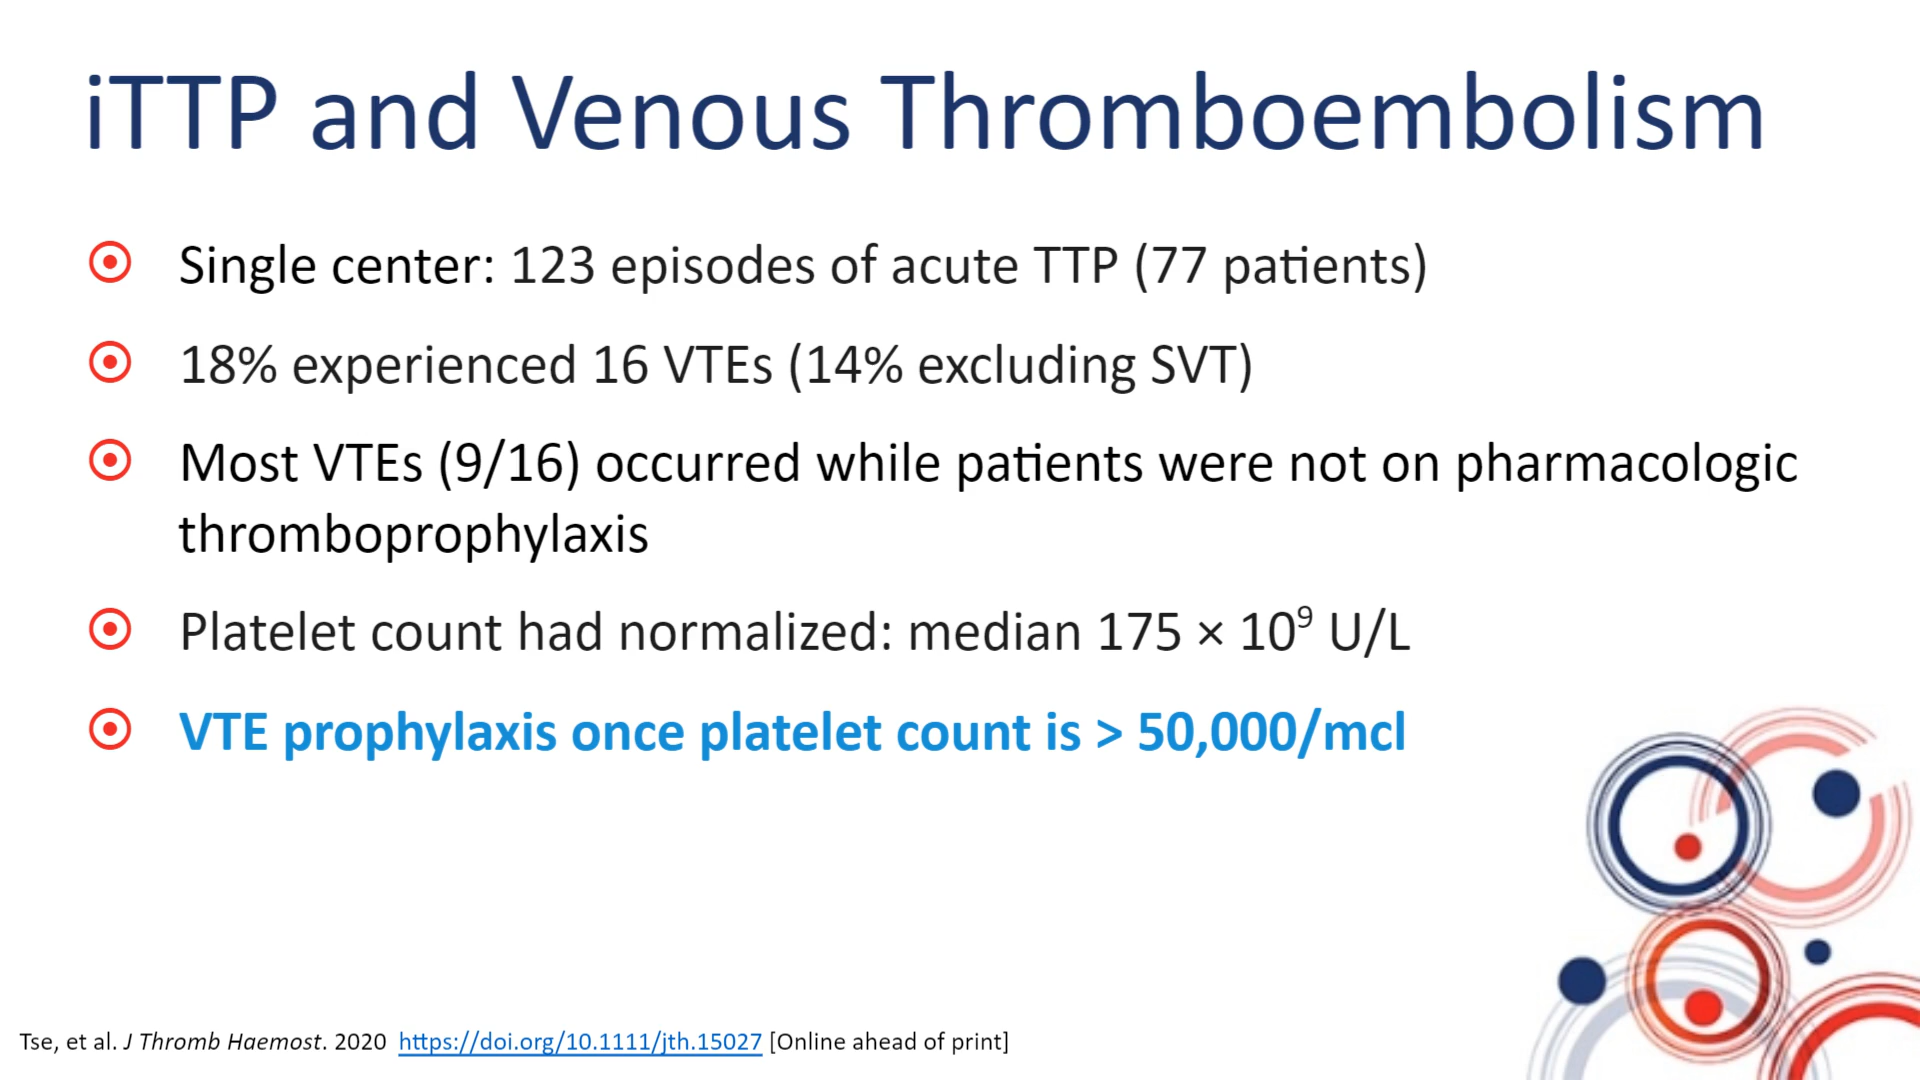 iTTP and Venous Thromboembolism
Single center: 123 episodes of acute TTP (77 patients)
18% experienced 16 VTEs (14% excluding SVT)
Most VTEs (9/16) occurred while patients were not on pharmacologic
thromboprophylaxis
Platelet count had normalized: median 175 × 10⁹ U/L
VTE prophylaxis once platelet count is > 50,000/mcl
Tse, et al. J Thromb Haemost. 2020 https://doi.org/10.1111/jth.15027 [Online ahead of print]